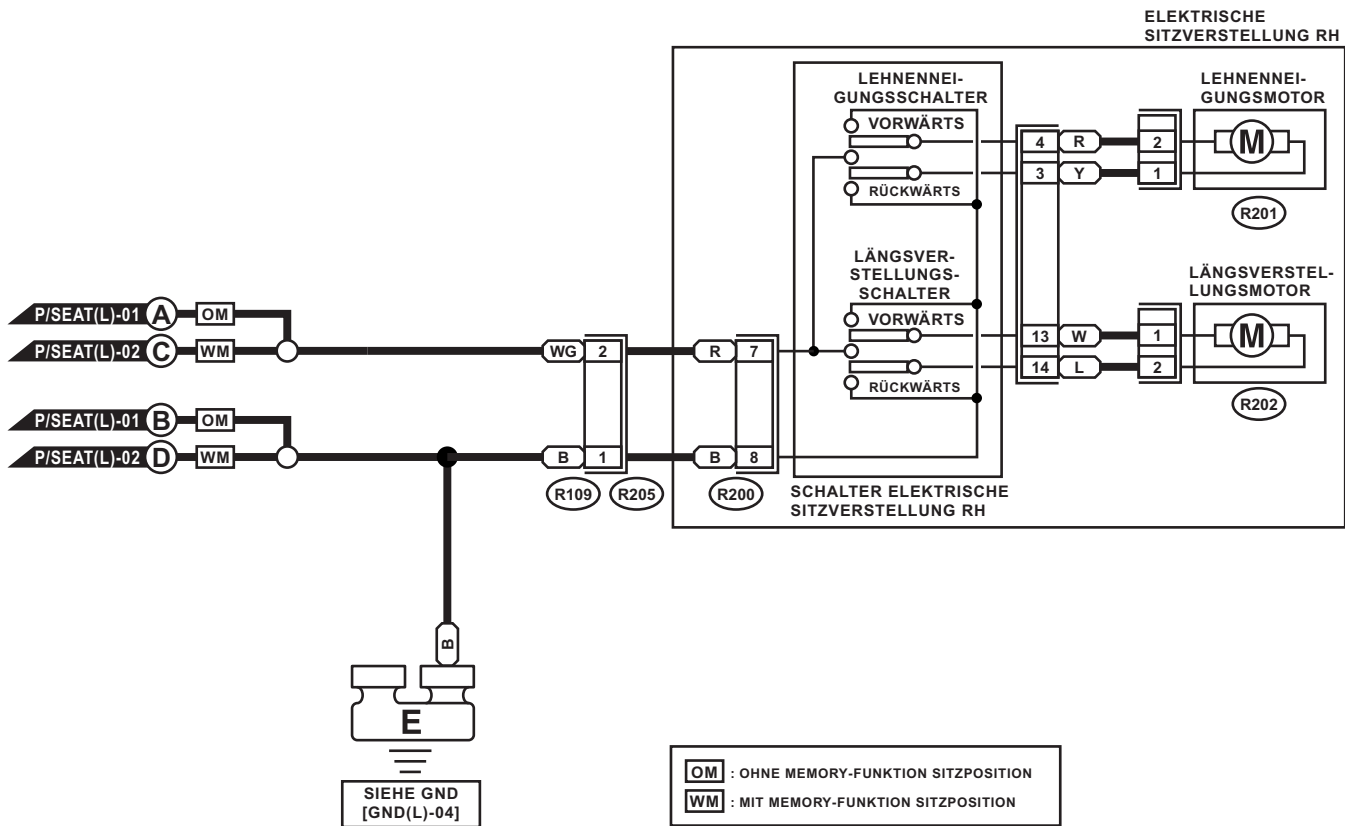 ELEKTRISCHE
SITZVERSTELLUNG RH
LEHNENNEI-
GUNGSSCHALTER
VORWÄRTS
RÜCKWÄRTS
LEHNENNEI-
GUNGSMOTOR
4 R 2
M
3 Y 1
R201
LÄNGSVER-
STELLUNGS-
SCHALTER
VORWÄRTS
RÜCKWÄRTS
LÄNGSVERSTEL-
LUNGSMOTOR
13 W 1
M
14 L 2
R202
P/SEAT(L)-01 A OM
P/SEAT(L)-02 C WM
WG 2 R 7
P/SEAT(L)-01 B OM
P/SEAT(L)-02 D WM
B 1 B 8
R109 R205 R200
SCHALTER ELEKTRISCHE
SITZVERSTELLUNG RH
B
E
SIEHE GND
[GND(L)-04]
OM : OHNE MEMORY-FUNKTION SITZPOSITION
WM : MIT MEMORY-FUNKTION SITZPOSITION